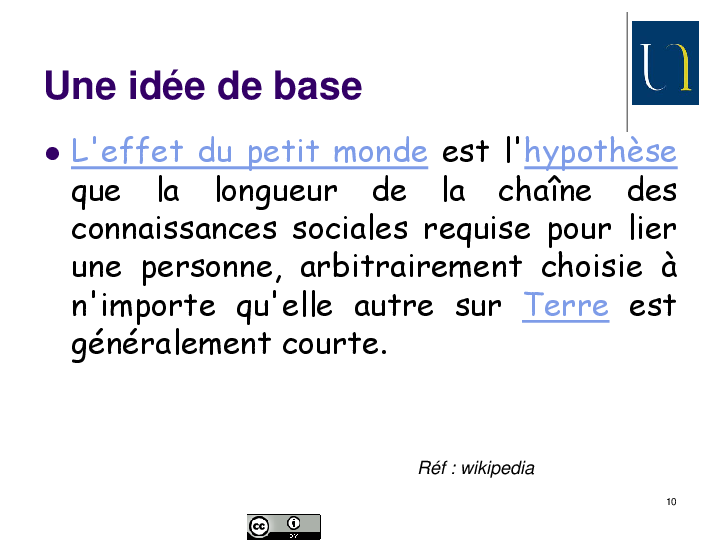 Une idée de base
L'effet du petit monde est l'hypothèse
que la longueur de la chaîne des
connaissances sociales requise pour lier
une personne, arbitrairement choisie à
n'importe qu'elle autre sur Terre est
généralement courte.
Réf : wikipedia
10
cc BY